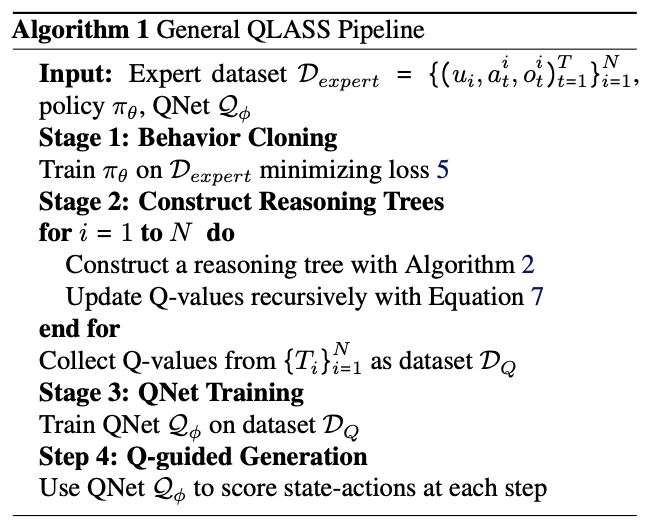 Algorithm 1 General QLASS Pipeline
Input: Expert dataset $\mathcal{D}_{expert} = \{(u_i, a_t^i, o_t^i)_{t=1}^T\}_{i=1}^N$,
policy $\pi_\theta$, QNet $\mathcal{Q}_\phi$
Stage 1: Behavior Cloning
Train $\pi_\theta$ on $\mathcal{D}_{expert}$ minimizing loss 5
Stage 2: Construct Reasoning Trees
for $i = 1$ to $N$ do
Construct a reasoning tree with Algorithm 2
Update Q-values recursively with Equation 7
end for
Collect Q-values from $\{T_i\}_{i=1}^N$ as dataset $\mathcal{D}_Q$
Stage 3: QNet Training
Train QNet $\mathcal{Q}_\phi$ on dataset $\mathcal{D}_Q$
Step 4: Q-guided Generation
Use QNet $\mathcal{Q}_\phi$ to score state-actions at each step